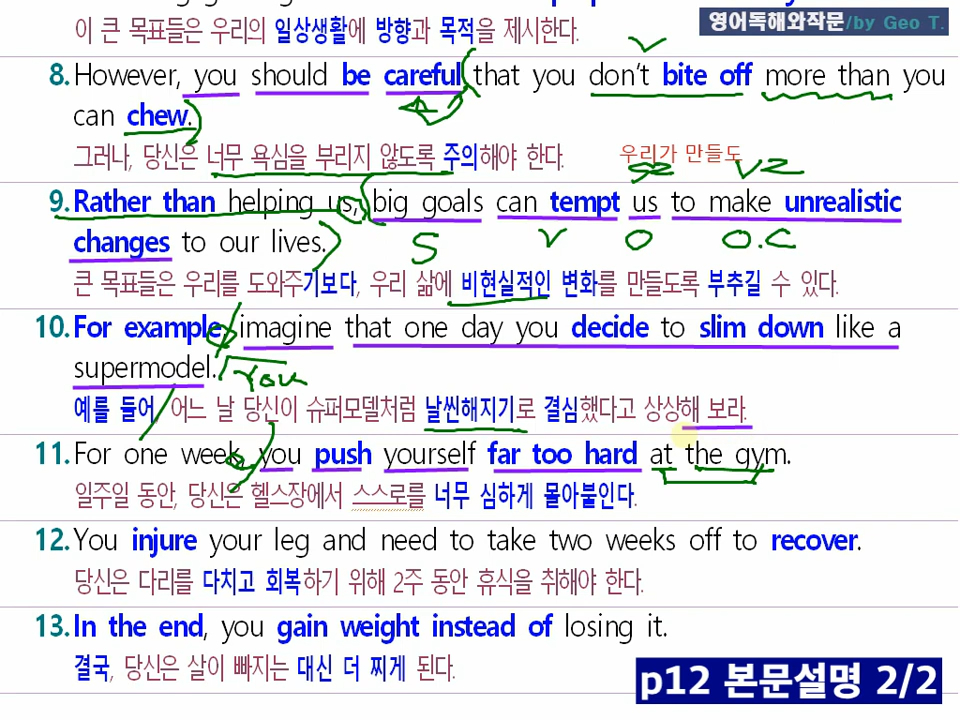 이 큰 목표들은 우리의 일상생활에 방향과 목적을 제시한다.
영어독해와작문/by Geo T.
8. However, you should be careful that you don't bite off more than you
can chew.
그러나, 당신은 너무 욕심을 부리지 않도록 주의해야 한다.
우리가 만들도
S2 V2
9. Rather than helping us, big goals can tempt us to make unrealistic
changes to our lives.
S V O O.C
큰 목표들은 우리를 도와주기보다, 우리 삶에 비현실적인 변화를 만들도록 부추길 수 있다.
10. For example, imagine that one day you decide to slim down like a
supermodel.
You
예를 들어, 어느 날 당신이 슈퍼모델처럼 날씬해지기로 결심했다고 상상해 보라.
11. For one week, you push yourself far too hard at the gym.
일주일 동안, 당신은 헬스장에서 스스로를 너무 심하게 몰아붙인다.
12. You injure your leg and need to take two weeks off to recover.
당신은 다리를 다치고 회복하기 위해 2주 동안 휴식을 취해야 한다.
13. In the end, you gain weight instead of losing it.
결국, 당신은 살이 빠지는 대신 더 찌게 된다.
p12 본문설명 2/2